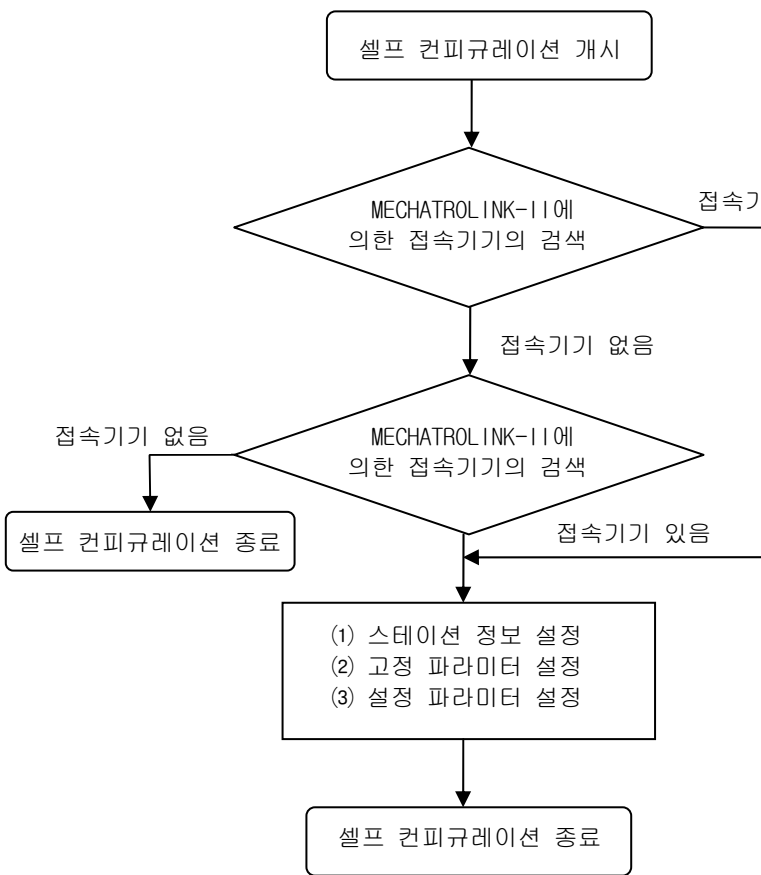 셀프 컨피규레이션 개시
MECHATROLINK-II에
의한 접속기기의 검색
접속기기 없음
접속기기 없음
MECHATROLINK-II에
의한 접속기기의 검색
셀프 컨피규레이션 종료
접속기기 있음
(1) 스테이션 정보 설정
(2) 고정 파라미터 설정
(3) 설정 파라미터 설정
셀프 컨피규레이션 종료